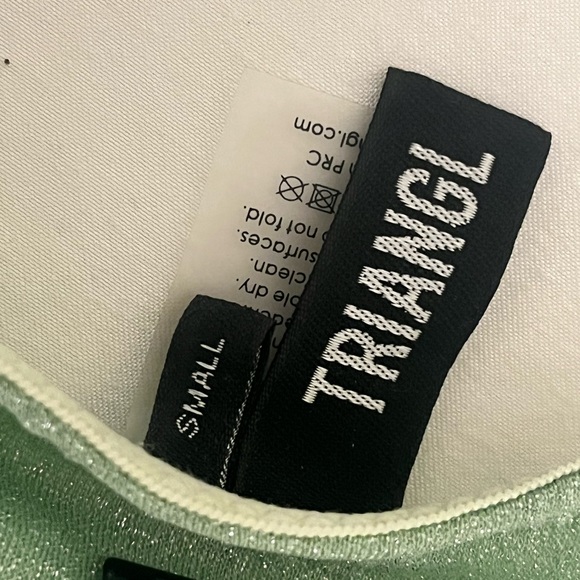 TRIANGL
SMALL
ble dry.
clean.
surfaces.
o not fold.
PRC
ngl.com